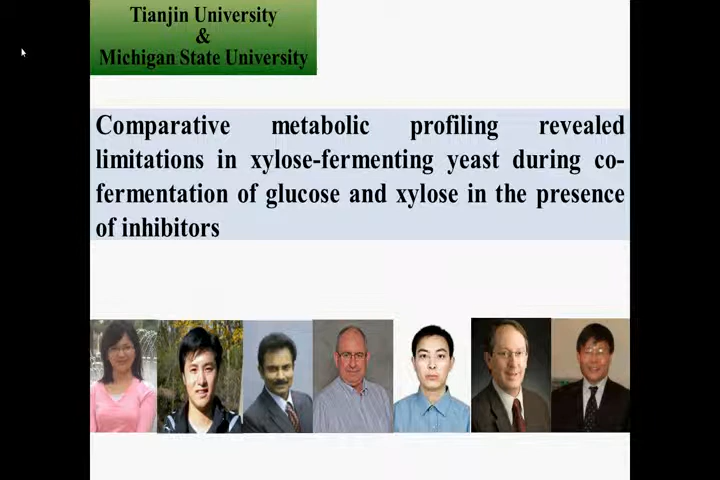 Tianjin University
&
Michigan State University
Comparative metabolic profiling revealed
limitations in xylose-fermenting yeast during co-
fermentation of glucose and xylose in the presence
of inhibitors